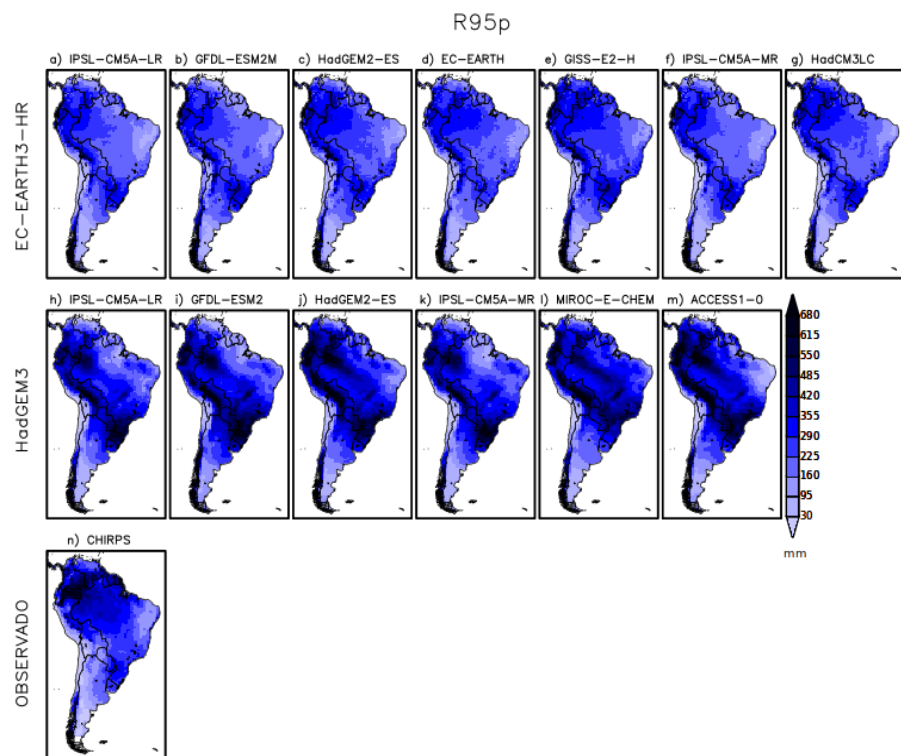 R95p
a) IPSL-CM5A-LR
b) GFDL-ESM2M
c) HadGEM2-ES
d) EC-EARTH
e) GISS-E2-H
f) IPSL-CM5A-MR
g) HadCM3LC
EC-EARTH3-HR
h) IPSL-CM5A-LR
i) GFDL-ESM2
j) HadGEM2-ES
k) IPSL-CM5A-MR
l) MIROC-E-CHEM
m) ACCESS1-0
HadGEM3
680
615
550
485
420
355
290
225
160
95
30
mm
n) CHIRPS
OBSERVADO